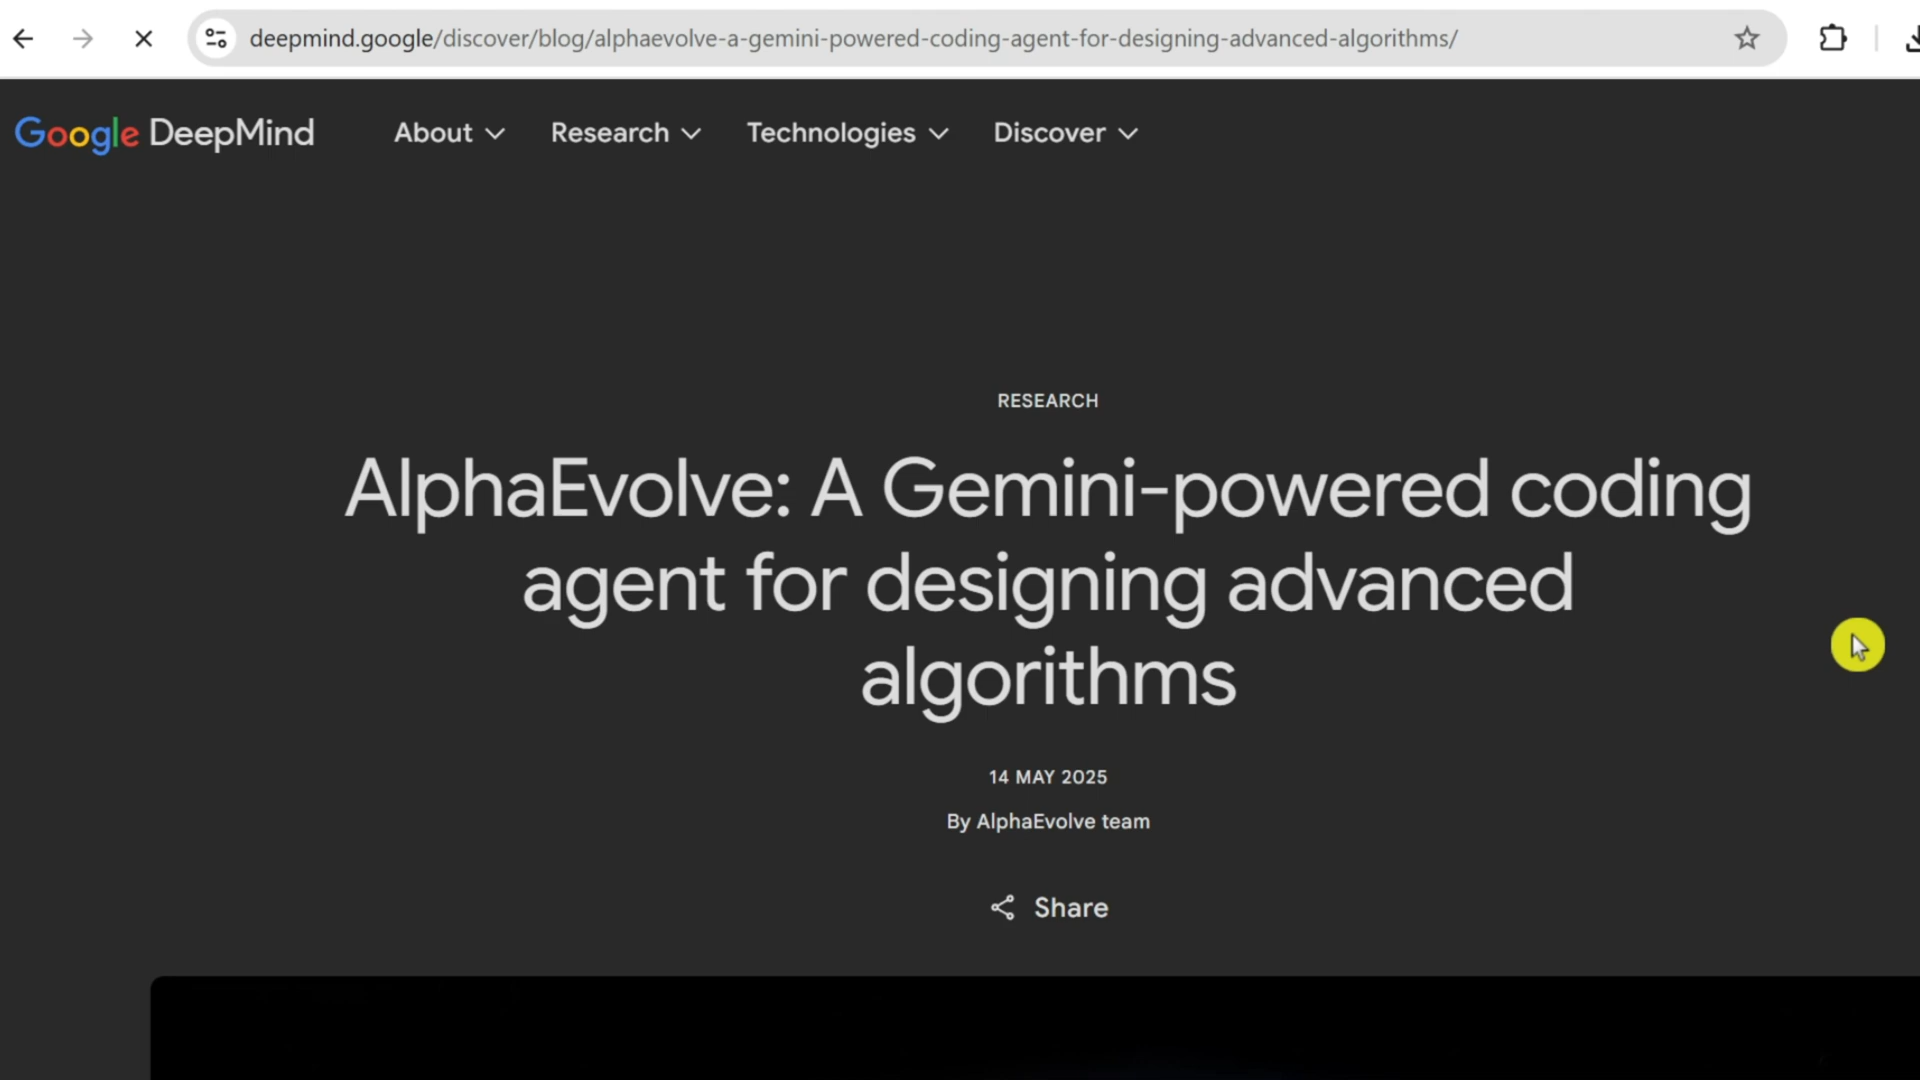 deepmind.google/discover/blog/alphaevolve-a-gemini-powered-coding-agent-for-designing-advanced-algorithms/
Google DeepMind About Research Technologies Discover
RESEARCH
AlphaEvolve: A Gemini-powered coding
agent for designing advanced
algorithms
14 MAY 2025
By AlphaEvolve team
Share